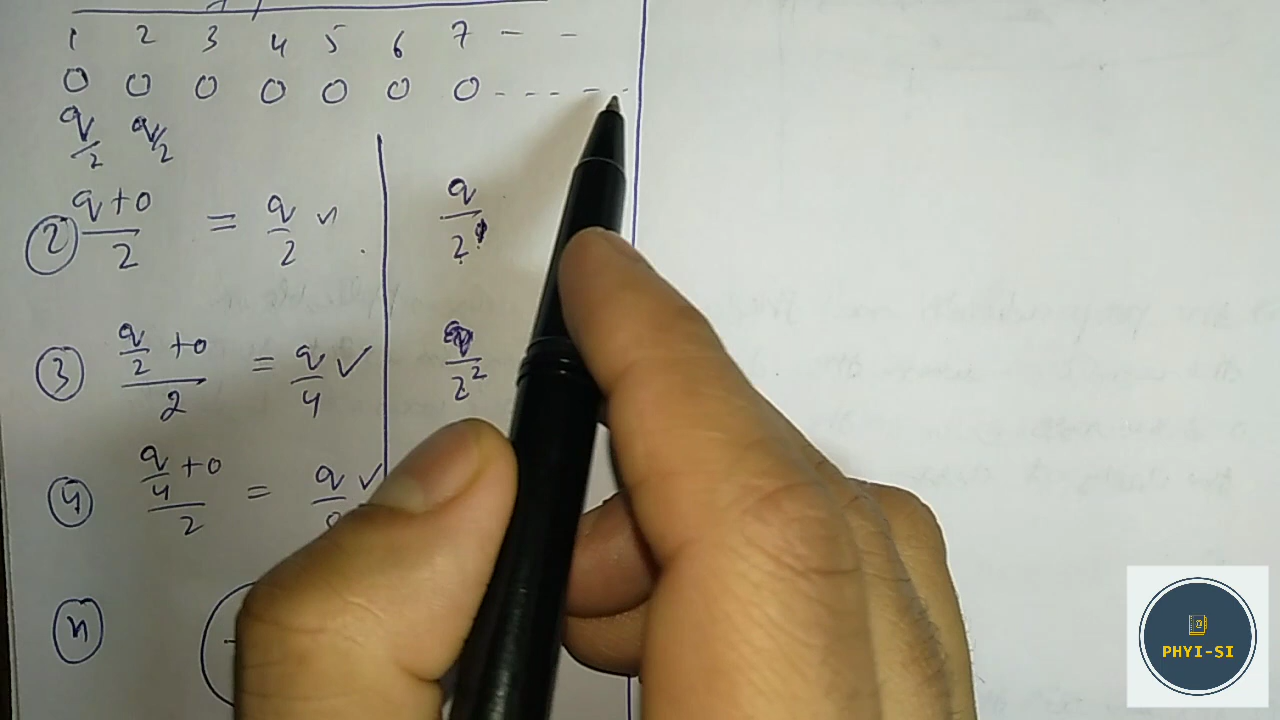 1 2 3 4 5 6 7 - -
0 0 0 0 0 0 0 - - - - -
q/2 q/2
② (q+0)/2 = q/2 q/2
③ (q/2 +0)/2 = q/4 ✓ q/2²
④ (q/4 +0)/2 = q ✓
n
PHYI-SI